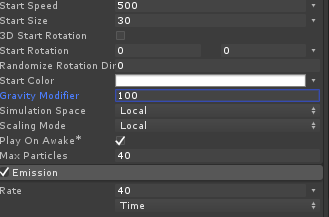 Start Speed 500
Start Size 30
3D Start Rotation
Start Rotation 0 0
Randomize Rotation Dir 0
Start Color
Gravity Modifier 100
Simulation Space Local
Scaling Mode Local
Play On Awake*
Max Particles 40
Emission
Rate 40
Time